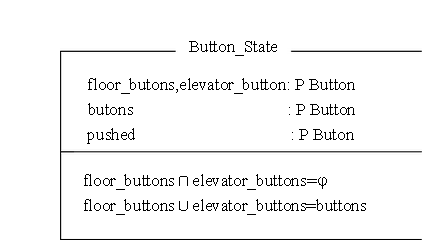 Button_State
floor_butons,elevator_button: P Button
butons : P Button
pushed : P Buton
floor_buttons ∩ elevator_buttons=φ
floor_buttons ∪ elevator_buttons=buttons